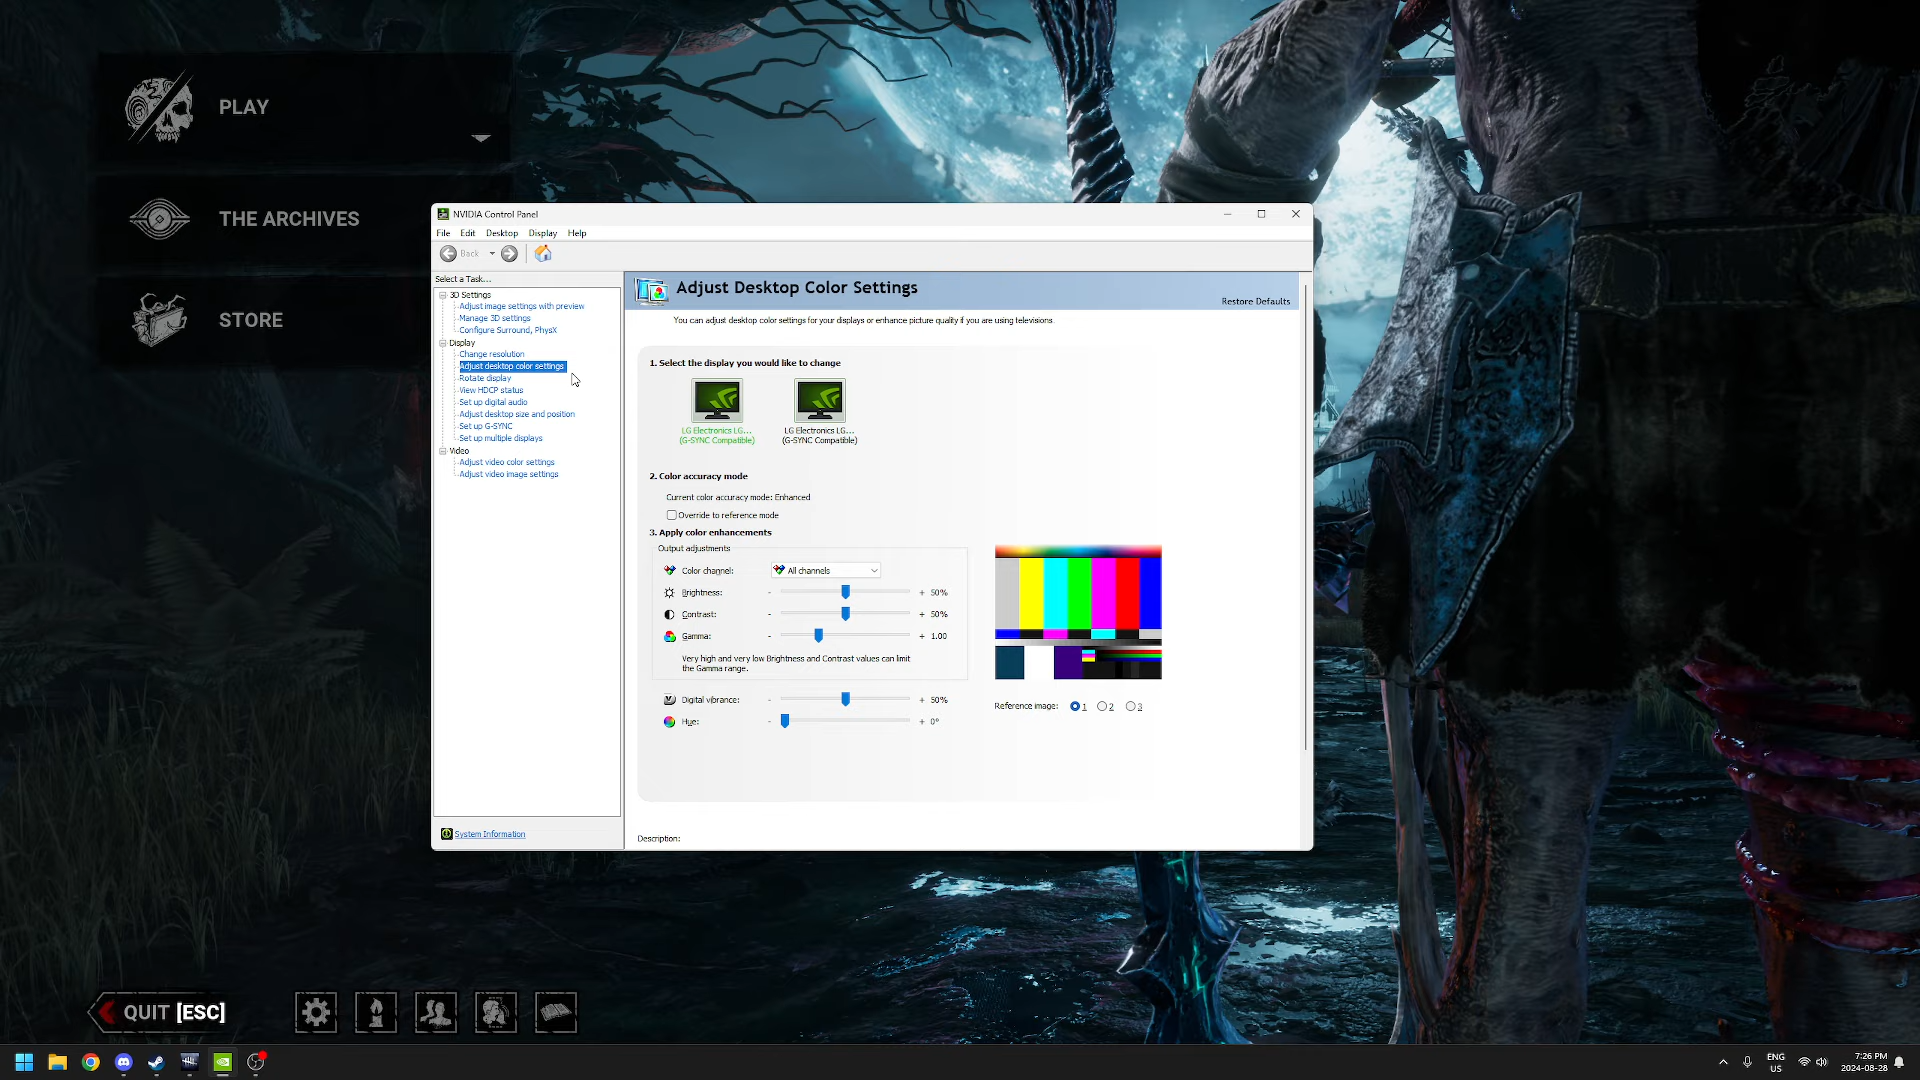 PLAY
THE ARCHIVES
STORE
NVIDIA Control Panel
File Edit Desktop Display Help
Back
Select a Task...
3D Settings
Adjust image settings with preview
Manage 3D settings
Configure Surround, PhysX
Display
Change resolution
Adjust desktop color settings
Rotate display
View HDCP status
Set up digital audio
Adjust desktop size and position
Set up G-SYNC
Set up multiple displays
Video
Adjust video color settings
Adjust video image settings
System Information
Adjust Desktop Color Settings
Restore Defaults
You can adjust desktop color settings for your displays or enhance picture quality if you are using televisions.
1. Select the display you would like to change
LG Electronics LG... LG Electronics LG...
(G-SYNC Compatible) (G-SYNC Compatible)
2. Color accuracy mode
Current color accuracy mode: Enhanced
Override to reference mode
3. Apply color enhancements
Output adjustments
Color channel: All channels
Brightness: - + 50%
Contrast: - + 50%
Gamma: - + 1.00
Very high and very low Brightness and Contrast values can limit
the Gamma range.
Digital vibrance: - + 50%
Hue: - + 0°
Reference image: 1 2 3
Description:
QUIT [ESC]
ENG
US
7:26 PM
2024-08-28